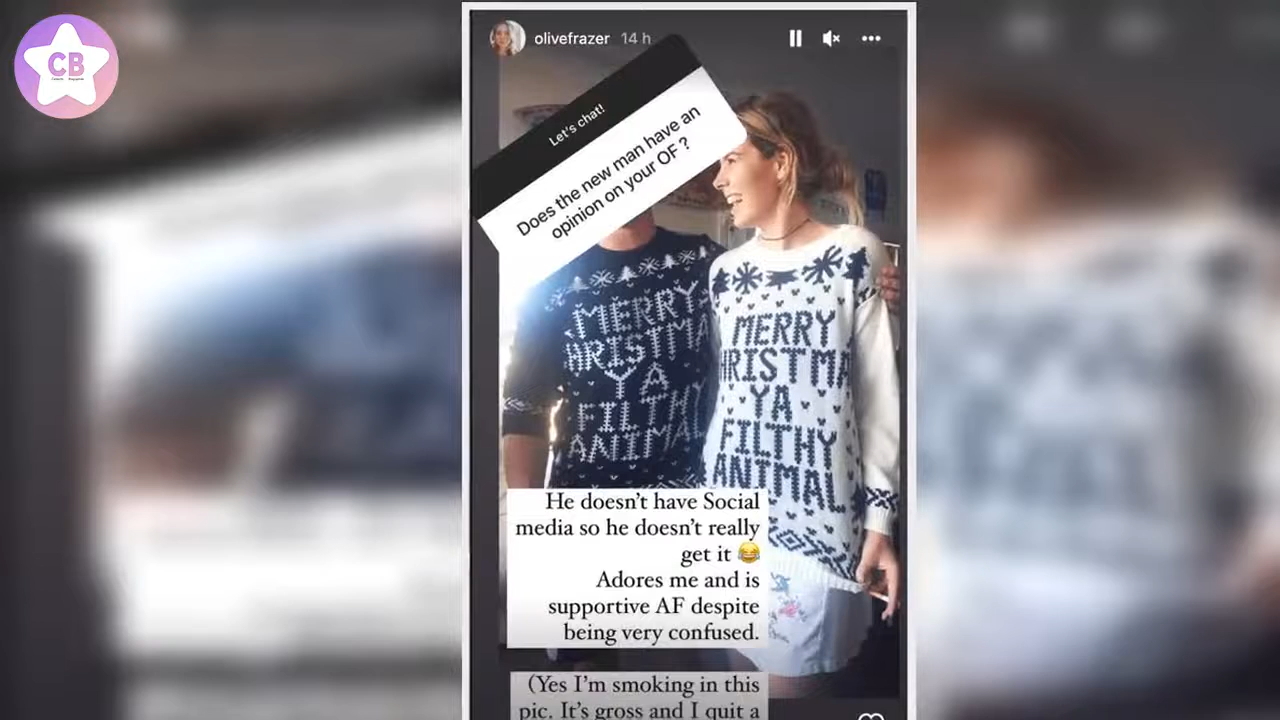 CB
olivefrazer 14 h
Let's chat!
Does the new man have an
opinion on your OF ?
MERRY
HRISTMA
YA
FILTHY
ANIMAL
MERRY
HRISTMA
YA
FILTHY
ANIMAL
He doesn't have Social
media so he doesn't really
get it 😂
Adores me and is
supportive AF despite
being very confused.
(Yes I'm smoking in this
pic. It's gross and I quit a